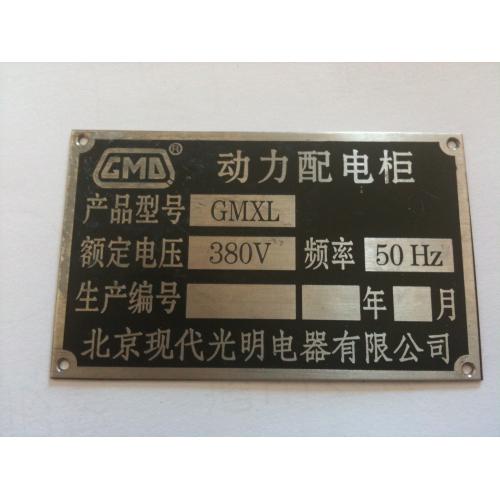 GMD® 动力配电柜
产品型号 GMXL
额定电压 380V 频率 50 Hz
生产编号 年 月
北京现代光明电器有限公司